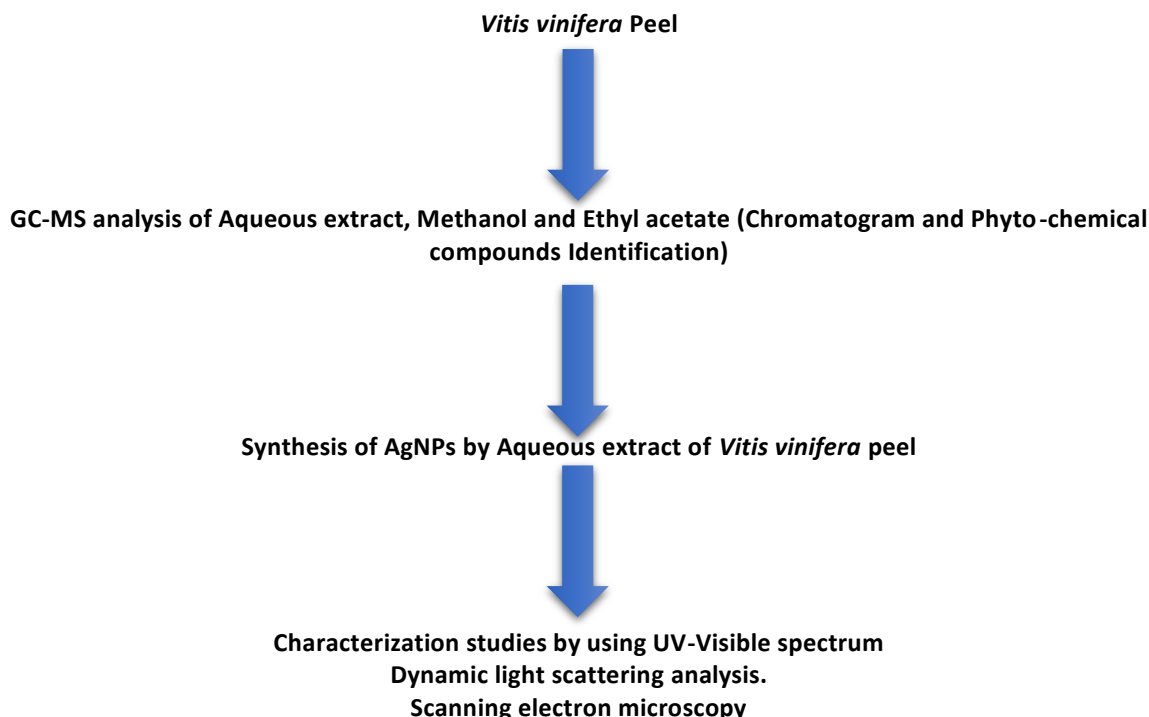 Vitis vinifera Peel
GC-MS analysis of Aqueous extract, Methanol and Ethyl acetate (Chromatogram and Phyto-chemical
compounds Identification)
Synthesis of AgNPs by Aqueous extract of Vitis vinifera peel
Characterization studies by using UV-Visible spectrum
Dynamic light scattering analysis.
Scanning electron microscopy